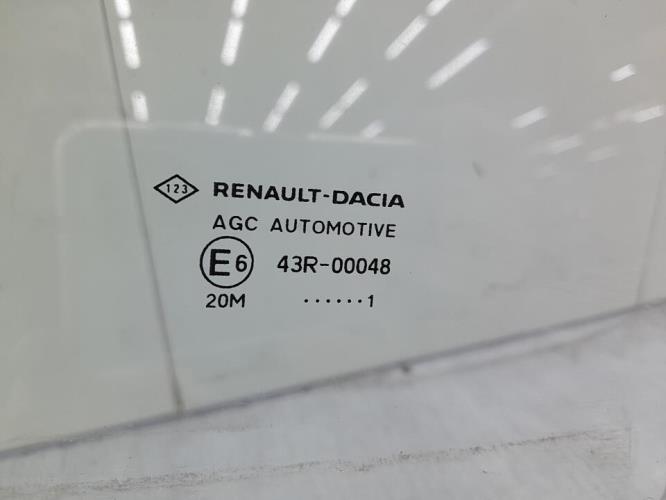 123 RENAULT-DACIA
AGC AUTOMOTIVE
E6 43R-00048
20M ......1